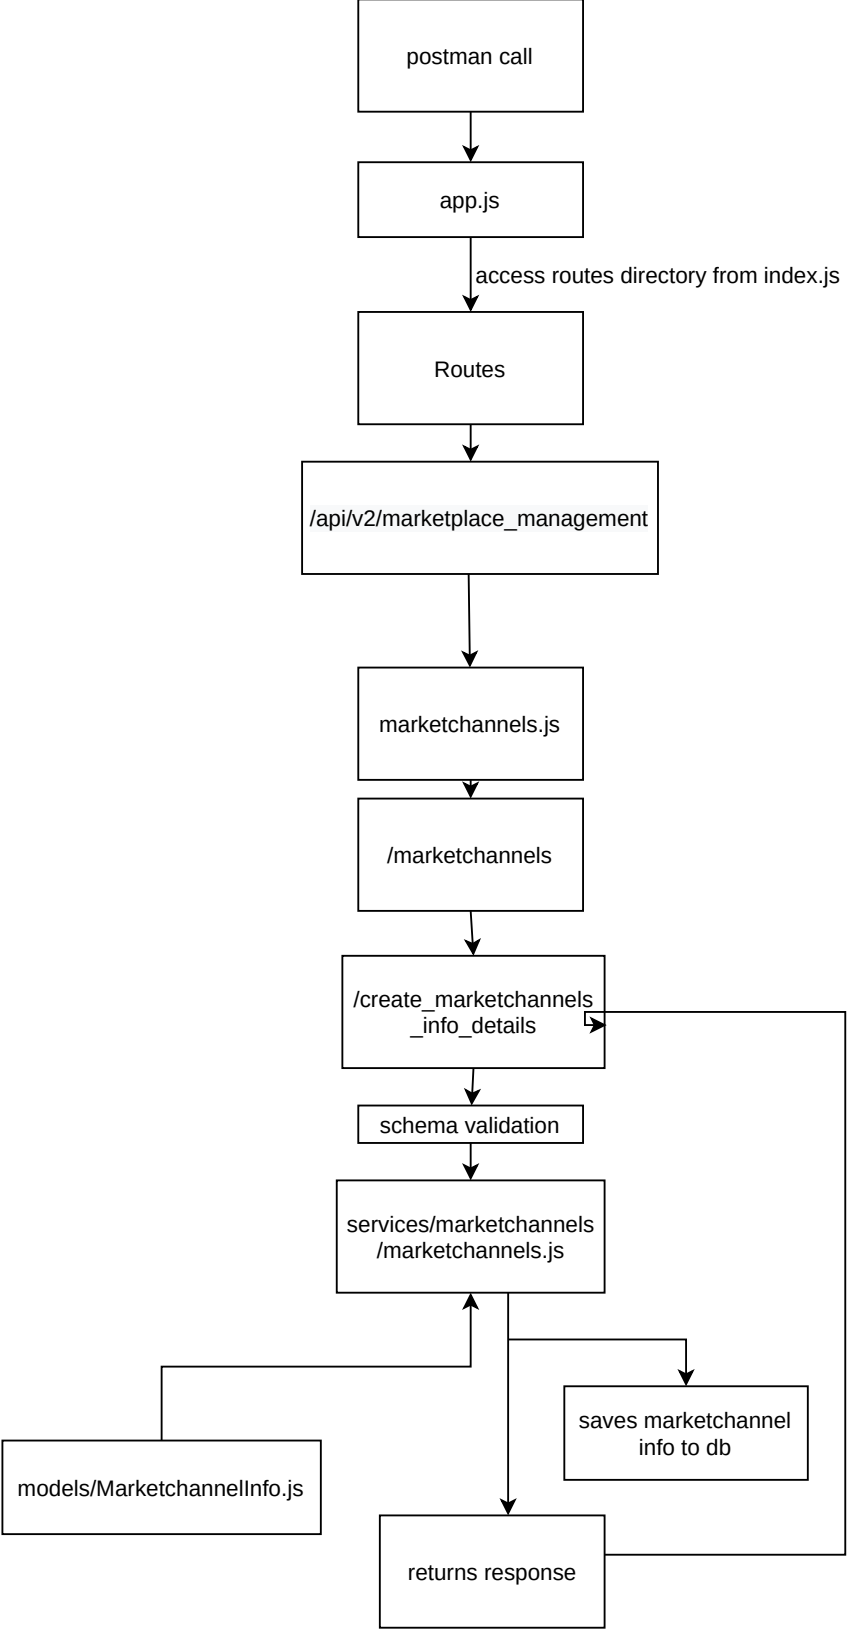 postman call
app.js
access routes directory from index.js
Routes
/api/v2/marketplace_management
marketchannels.js
/marketchannels
/create_marketchannels
_info_details
schema validation
services/marketchannels
/marketchannels.js
saves marketchannel
info to db
models/MarketchannelInfo.js
returns response